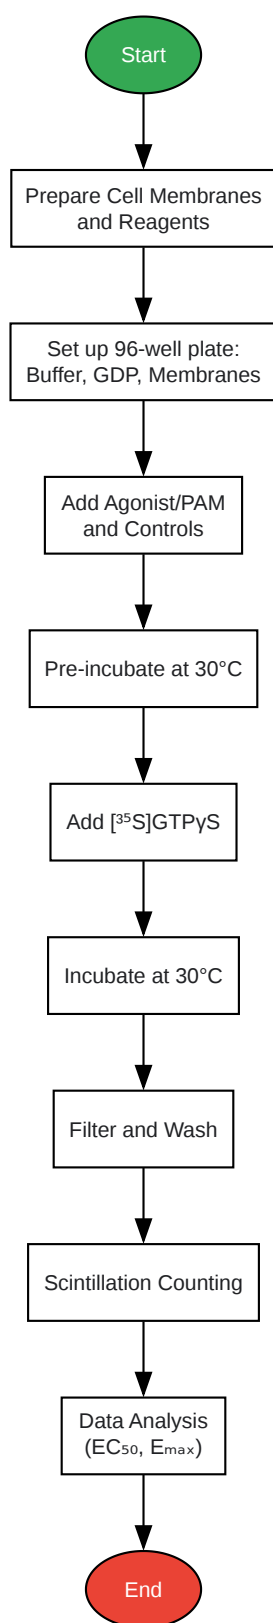 Start
Prepare Cell Membranes
and Reagents
Set up 96-well plate:
Buffer, GDP, Membranes
Add Agonist/PAM
and Controls
Pre-incubate at 30°C
Add [³⁵S]GTPγS
Incubate at 30°C
Filter and Wash
Scintillation Counting
Data Analysis
(EC₅₀, Eₘₐₓ)
End